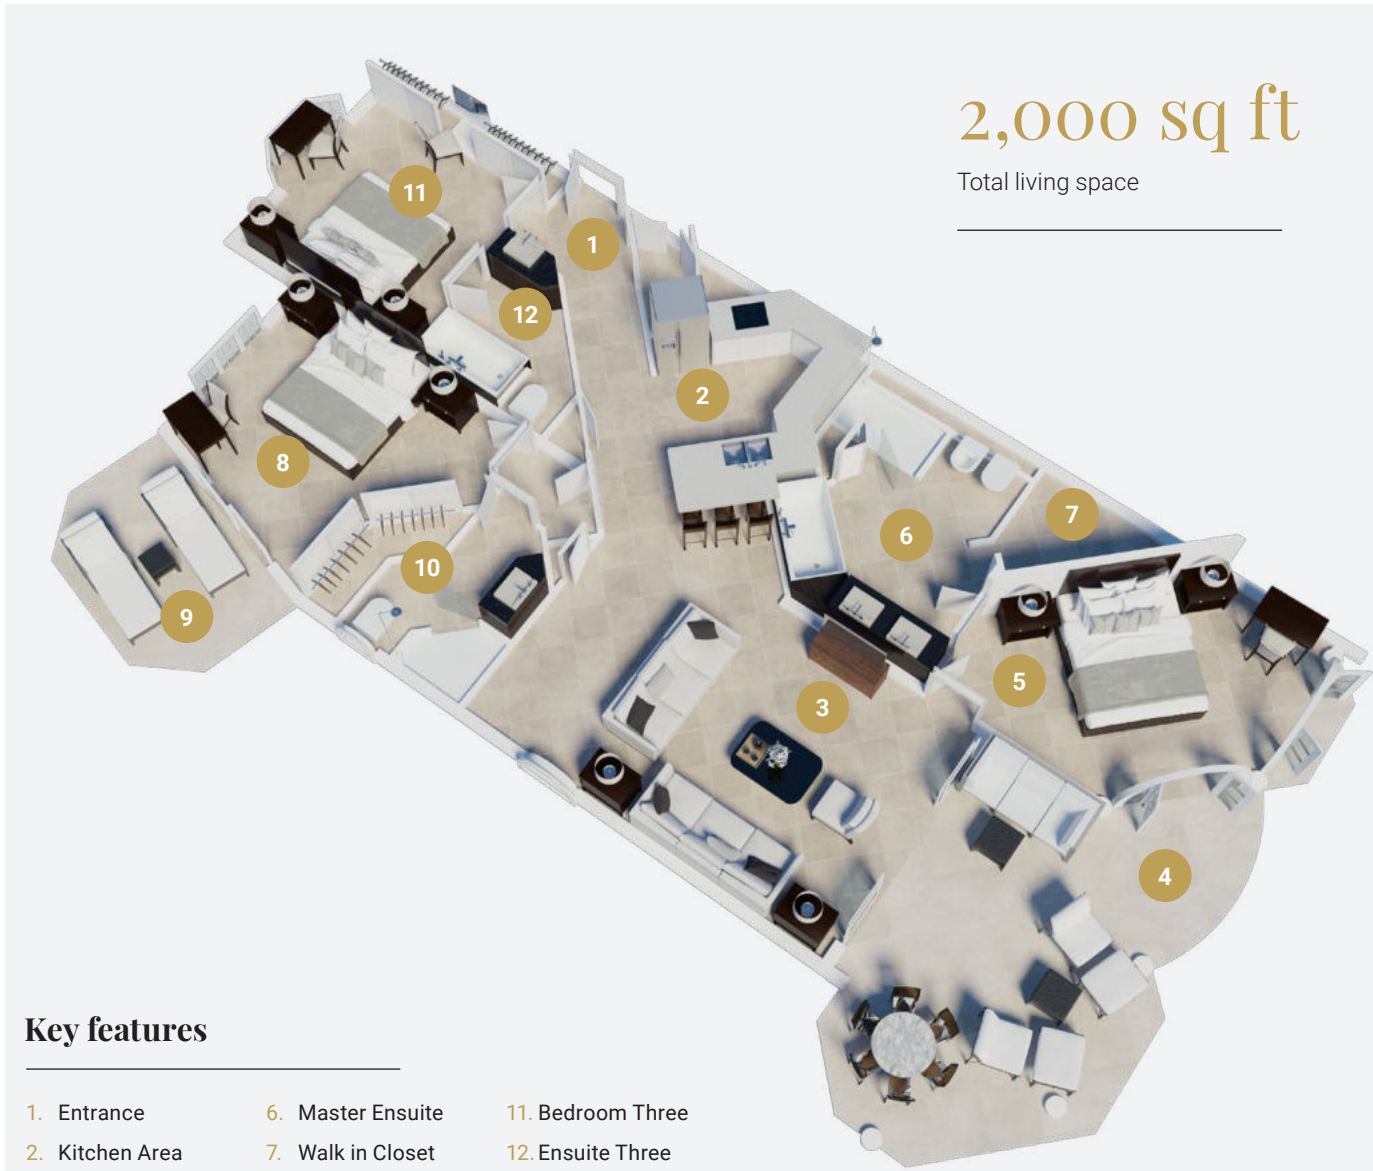 2,000 sq ft
Total living space
11
1
12
2
8
6
7
10
9
5
3
4
Key features
1. Entrance
2. Kitchen Area
6. Master Ensuite
7. Walk in Closet
11. Bedroom Three
12. Ensuite Three